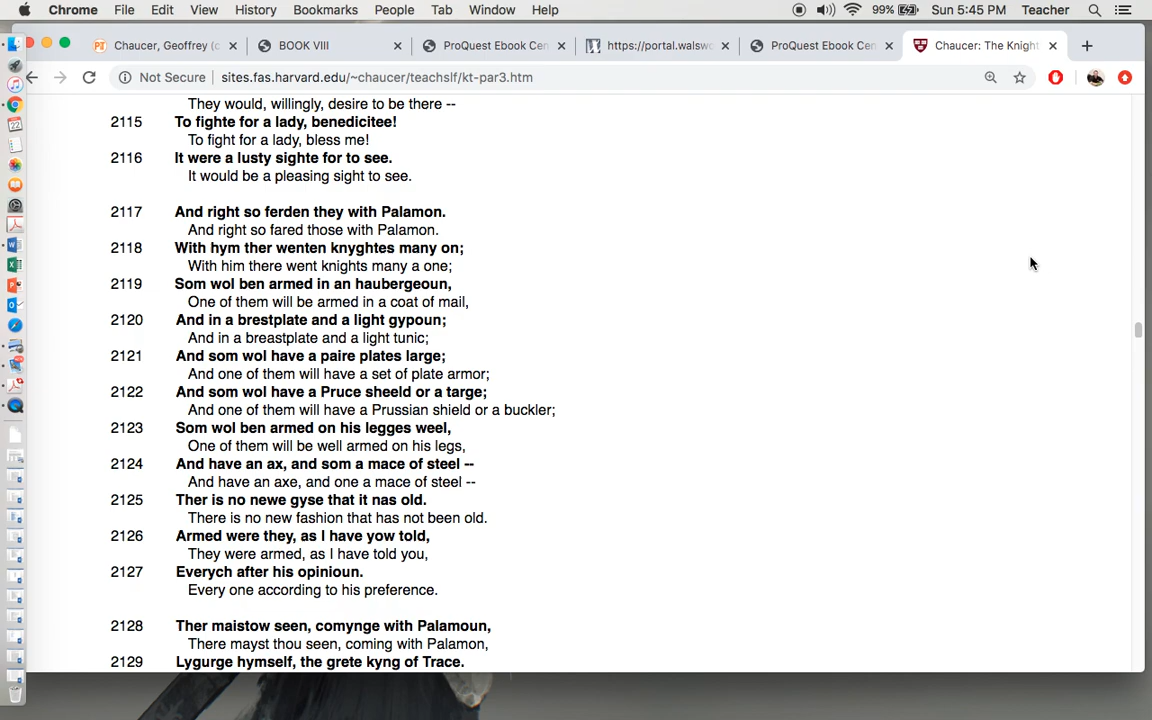 Chrome File Edit View History Bookmarks People Tab Window Help 99% Sun 5:45 PM Teacher
Chaucer, Geoffrey (c BOOK VIII ProQuest Ebook Cen https://portal.walswo ProQuest Ebook Cen Chaucer: The Knigh
Not Secure sites.fas.harvard.edu/~chaucer/teachslf/kt-par3.htm
They would, willingly, desire to be there --
2115 To fighte for a lady, benedicitee!
To fight for a lady, bless me!
2116 It were a lusty sighte for to see.
It would be a pleasing sight to see.
2117 And right so ferden they with Palamon.
And right so fared those with Palamon.
2118 With hym ther wenten knyghtes many on;
With him there went knights many a one;
2119 Som wol ben armed in an haubergeoun,
One of them will be armed in a coat of mail,
2120 And in a brestplate and a light gypoun;
And in a breastplate and a light tunic;
2121 And som wol have a paire plates large;
And one of them will have a set of plate armor;
2122 And som wol have a Pruce sheeld or a targe;
And one of them will have a Prussian shield or a buckler;
2123 Som wol ben armed on his legges weel,
One of them will be well armed on his legs,
2124 And have an ax, and som a mace of steel --
And have an axe, and one a mace of steel --
2125 Ther is no newe gyse that it nas old.
There is no new fashion that has not been old.
2126 Armed were they, as I have yow told,
They were armed, as I have told you,
2127 Everych after his opinioun.
Every one according to his preference.
2128 Ther maistow seen, comynge with Palamoun,
There mayst thou seen, coming with Palamon,
2129 Lygurge hymself, the grete kyng of Trace.